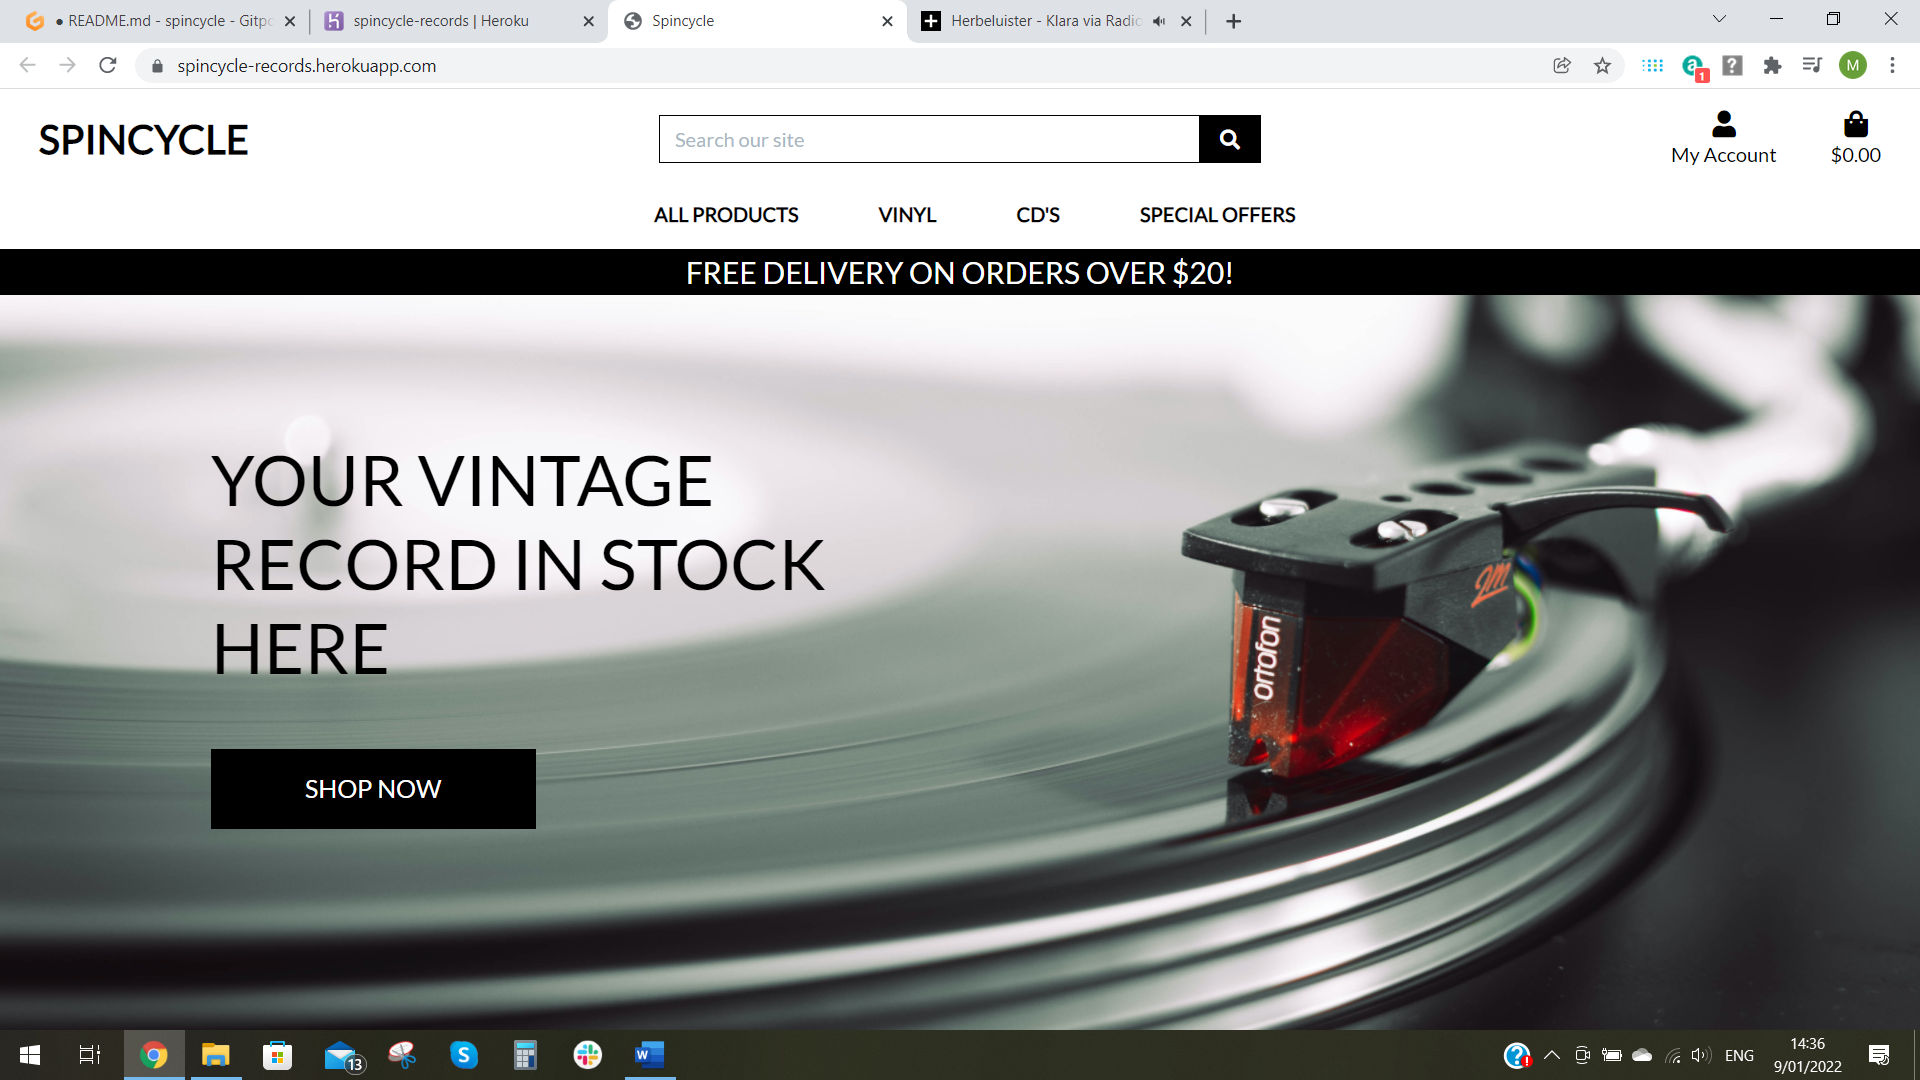 ● README.md - spincycle - Gitpo
spincycle-records | Heroku
Spincycle
Herbeluister - Klara via Radio
spincycle-records.herokuapp.com
a
1
?
M
SPINCYCLE
Search our site
My Account
$0.00
ALL PRODUCTS
VINYL
CD'S
SPECIAL OFFERS
FREE DELIVERY ON ORDERS OVER $20!
YOUR VINTAGE
RECORD IN STOCK
HERE
2M
ortofon
SHOP NOW
13
S
W
?
ENG
14:36
9/01/2022